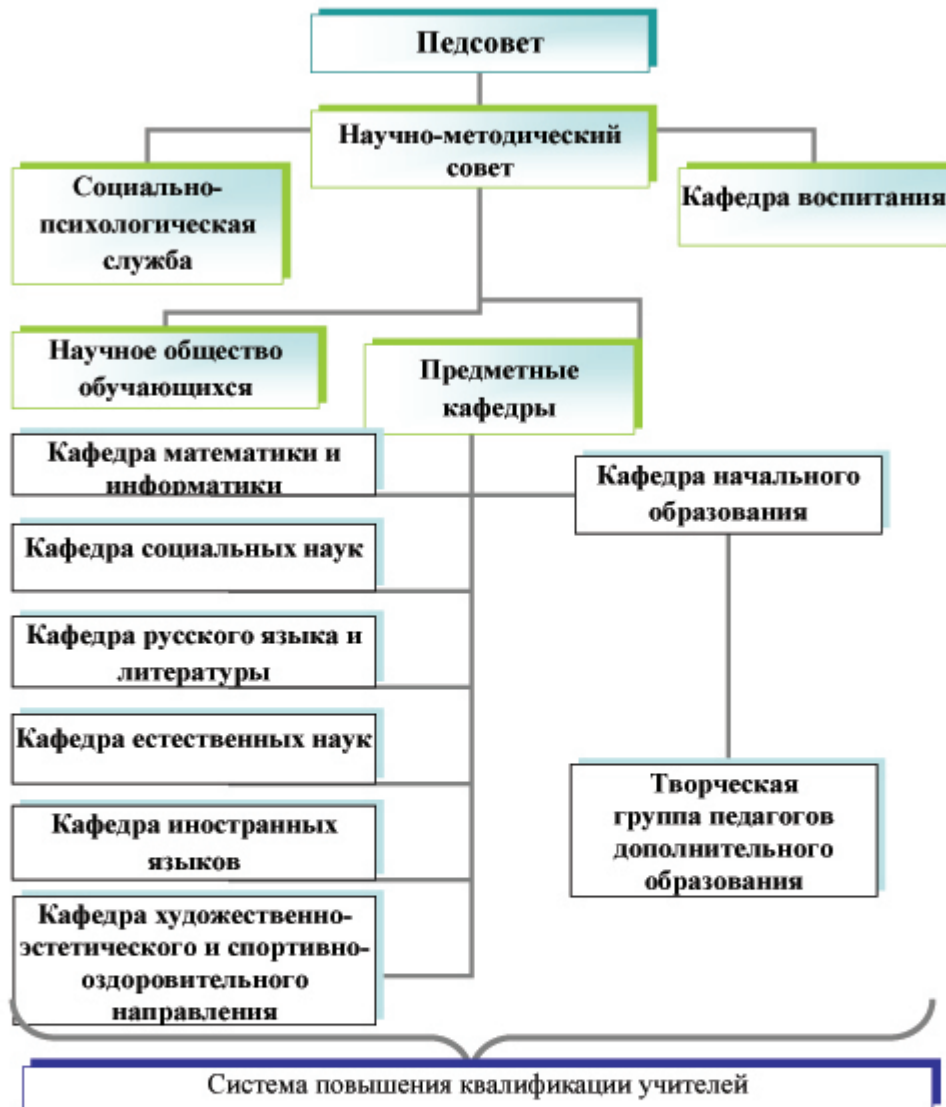 Педсовет
Научно-методический
совет
Социально-
психологическая
служба
Кафедра воспитания
Научное общество
обучающихся
Предметные
кафедры
Кафедра математики и
информатики
Кафедра начального
образования
Кафедра социальных наук
Кафедра русского языка и
литературы
Кафедра естественных наук
Творческая
группа педагогов
дополнительного
образования
Кафедра иностранных
языков
Кафедра художественно-
эстетического и спортивно-
оздоровительного
направления
Система повышения квалификации учителей